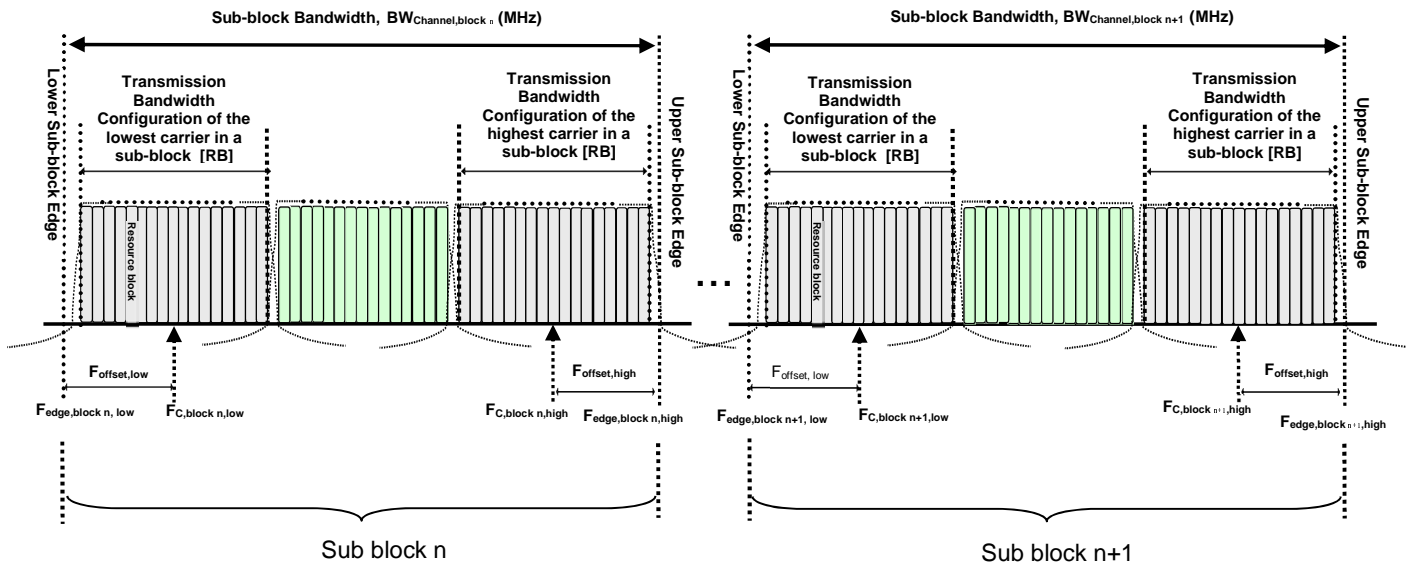 Sub-block Bandwidth, BWChannel,block n (MHz)
Sub-block Bandwidth, BWChannel,block n+1 (MHz)
Lower Sub-block Edge
Transmission
Bandwidth
Configuration of the
lowest carrier in a
sub-block [RB]
Transmission
Bandwidth
Configuration of the
highest carrier in a
sub-block [RB]
Upper Sub-block Edge
Lower Sub-block Edge
Transmission
Bandwidth
Configuration of the
lowest carrier in a
sub-block [RB]
Transmission
Bandwidth
Configuration of the
highest carrier in a
sub-block [RB]
Upper Sub-block Edge
Resource block
...
Resource block
Foffset,low
Foffset,high
Foffset, low
Foffset,high
Fedge,block n, low
FC,block n,low
FC,block n,high
Fedge,block n,high
Fedge,block n+1, low
FC,block n+1,low
FC,block n+1,high
Fedge,block n+1,high
Sub block n
Sub block n+1